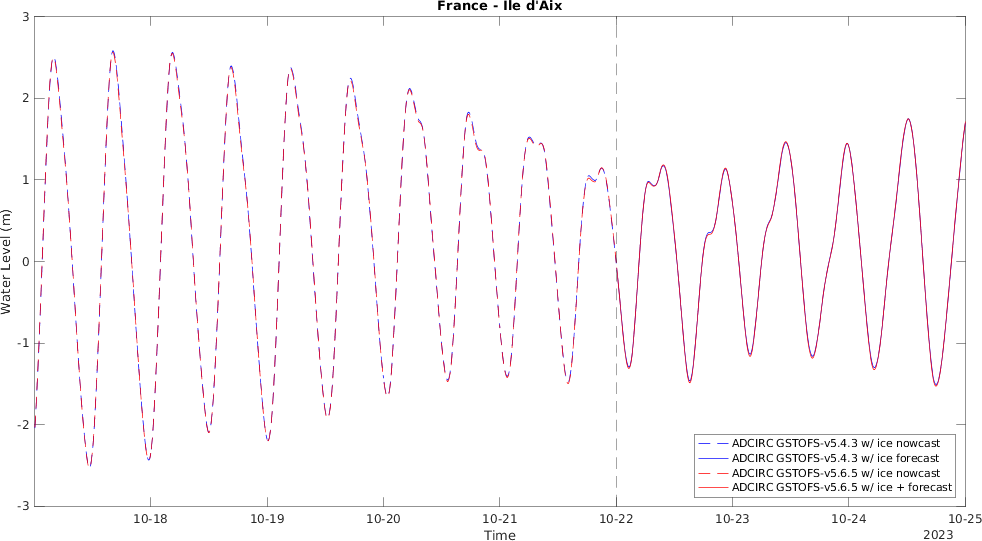 France - Ile d'Aix
3
2
1
0
-1
-2
-3
Water Level (m)
10-18
10-19
10-20
10-21
10-22
10-23
10-24
10-25
Time
2023
ADCIRC GSTOFS-v5.4.3 w/ ice nowcast
ADCIRC GSTOFS-v5.4.3 w/ ice forecast
ADCIRC GSTOFS-v5.6.5 w/ ice nowcast
ADCIRC GSTOFS-v5.6.5 w/ ice + forecast